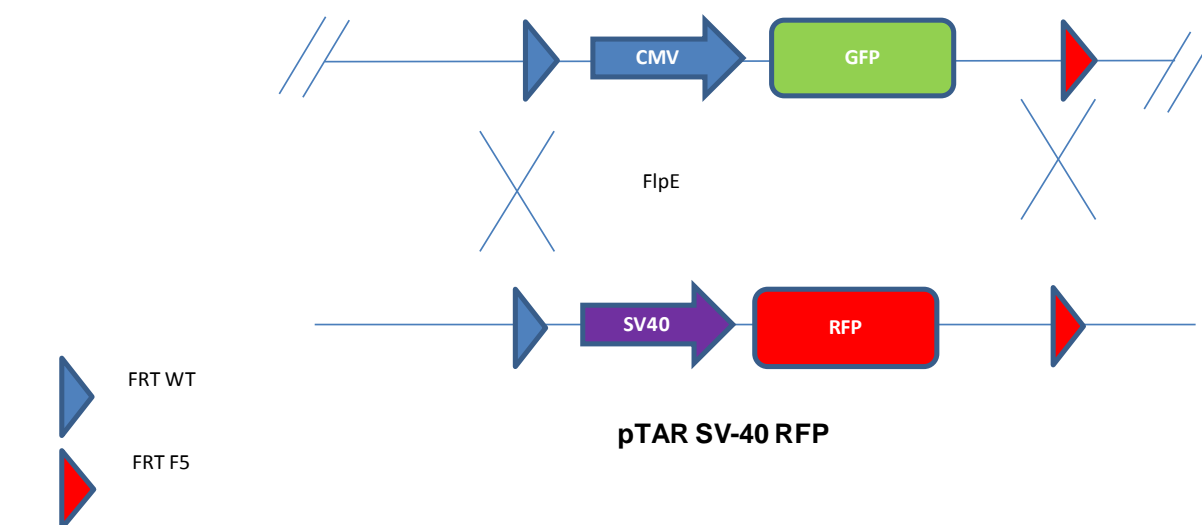 CMV
GFP
FlpE
SV40
RFP
FRT WT
pTAR SV-40 RFP
FRT F5